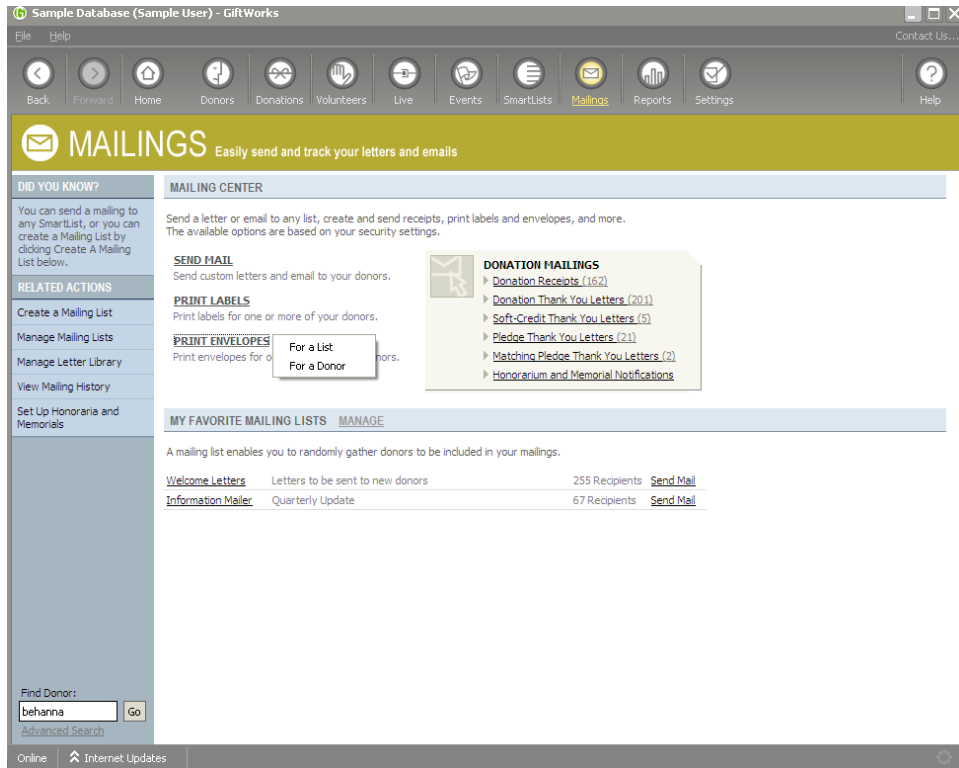 Sample Database (Sample User) - GiftWorks
File Help Contact Us...
Back Forward Home Donors Donations Volunteers Live Events SmartLists Mailings Reports Settings Help
MAILINGS Easily send and track your letters and emails
DID YOU KNOW?
You can send a mailing to
any SmartList, or you can
create a Mailing List by
clicking Create A Mailing
List below.
RELATED ACTIONS
Create a Mailing List
Manage Mailing Lists
Manage Letter Library
View Mailing History
Set Up Honoraria and
Memorials
MAILING CENTER
Send a letter or email to any list, create and send receipts, print labels and envelopes, and more.
The available options are based on your security settings.
SEND MAIL
Send custom letters and email to your donors.
PRINT LABELS
Print labels for one or more of your donors.
PRINT ENVELOPES
Print envelopes for o nors.
For a List
For a Donor
DONATION MAILINGS
Donation Receipts (162)
Donation Thank You Letters (201)
Soft-Credit Thank You Letters (5)
Pledge Thank You Letters (21)
Matching Pledge Thank You Letters (2)
Honorarium and Memorial Notifications
MY FAVORITE MAILING LISTS MANAGE
A mailing list enables you to randomly gather donors to be included in your mailings.
Welcome Letters Letters to be sent to new donors 255 Recipients Send Mail
Information Mailer Quarterly Update 67 Recipients Send Mail
Find Donor:
behanna Go
Advanced Search
Online Internet Updates